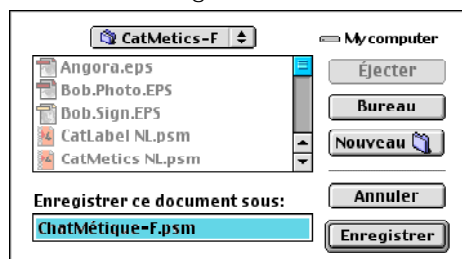 CatMetics-F
My computer
Angora.eps
Bob.Photo.EPS
Bob.Sign.EPS
CatLabel NL.psm
CatMetics NL.psm
Éjecter
Bureau
Nouveau
Enregistrer ce document sous:
ChatMétique-F.psm
Annuler
Enregistrer